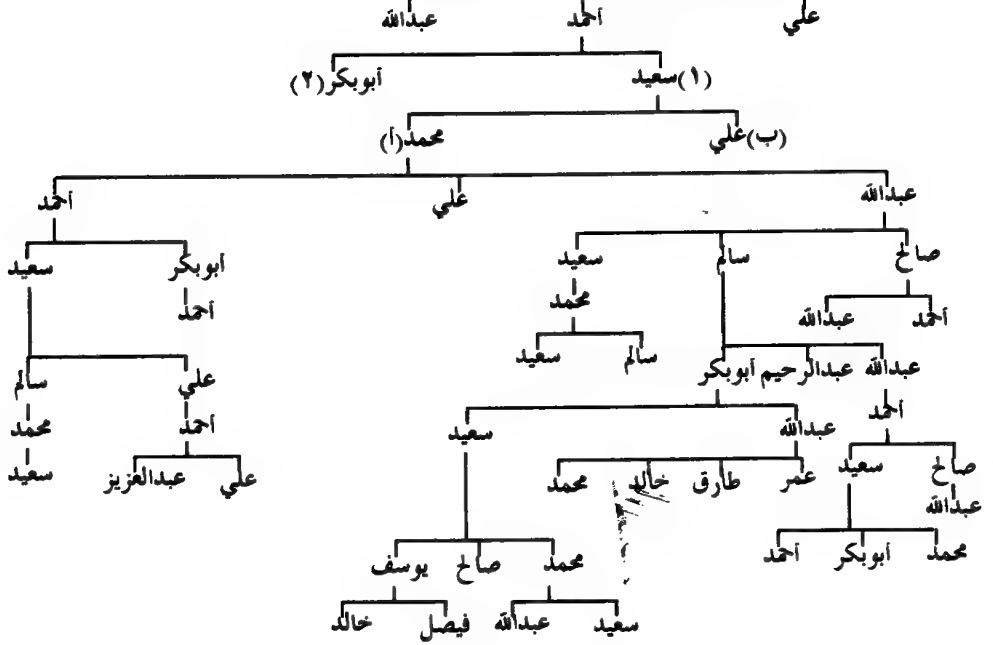 علي أحمد عبدالله
(١) سعيد أبوبكر (٢)
(ب) علي محمد (أ)
عبدالله علي أحمد
صالح سالم سعيد أبوبكر سعيد
محمد أحمد
أحمد عبدالله
سالم سعيد
عبدالله عبدالرحيم أبوبكر علي سالم
أحمد
عبدالله سعيد أحمد محمد
صالح سعيد
عمر طارق خالد محمد علي عبدالعزيز سعيد
عبدالله
محمد أبوبكر أحمد
محمد صالح يوسف
سعيد عبدالله فيصل خالد